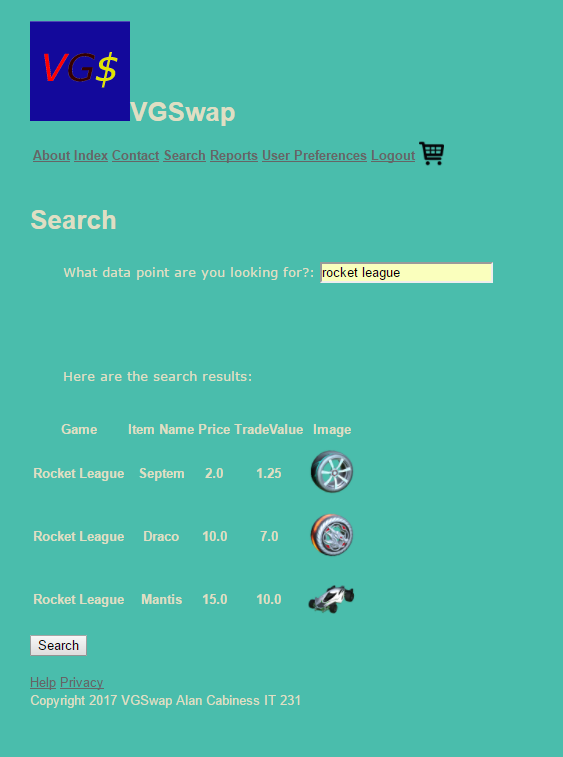 VG$
VGSwap
About Index Contact Search Reports User Preferences Logout
Search
What data point are you looking for?: rocket league
Here are the search results:
Game Item Name Price TradeValue Image
Rocket League Septem 2.0 1.25
Rocket League Draco 10.0 7.0
Rocket League Mantis 15.0 10.0
Search
Help Privacy
Copyright 2017 VGSwap Alan Cabiness IT 231